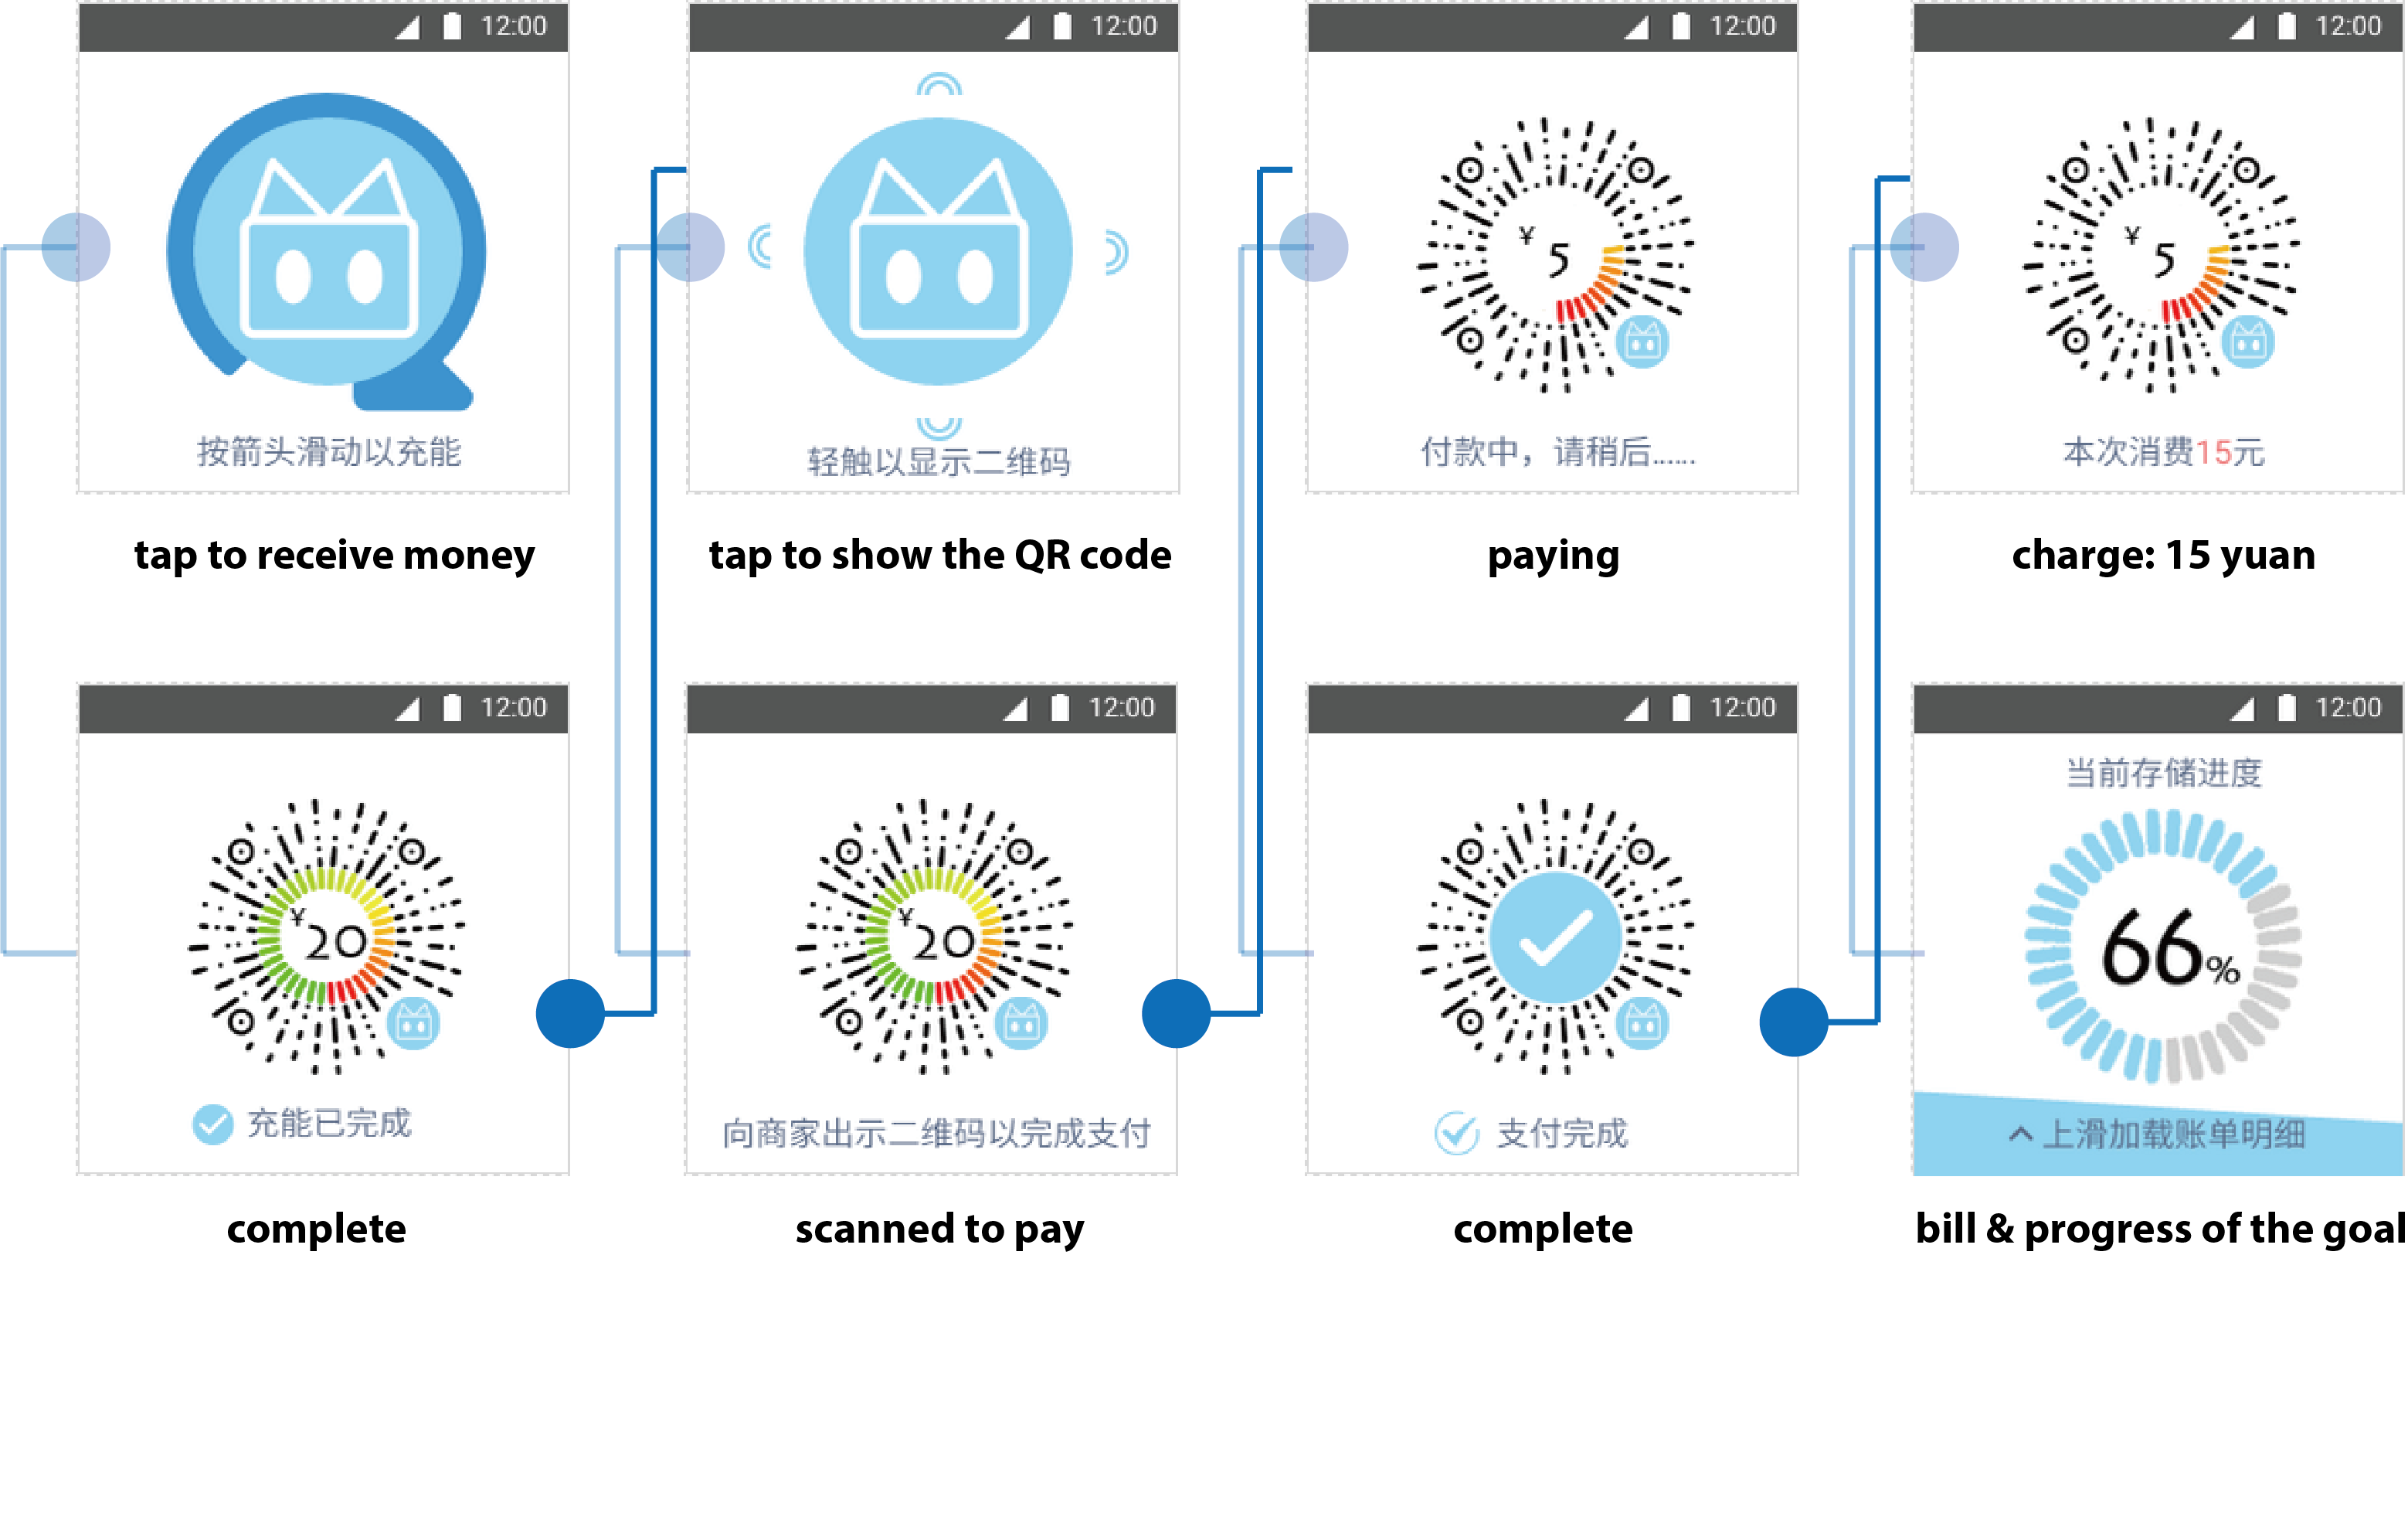 12:00
12:00
12:00
12:00
¥ 5
¥ 5
按箭头滑动以充能
轻触以显示二维码
付款中，请稍后......
本次消费15元
tap to receive money
tap to show the QR code
paying
charge: 15 yuan
12:00
12:00
12:00
12:00
当前存储进度
¥20
¥20
66%
充能已完成
向商家出示二维码以完成支付
支付完成
上滑加载账单明细
complete
scanned to pay
complete
bill & progress of the goal